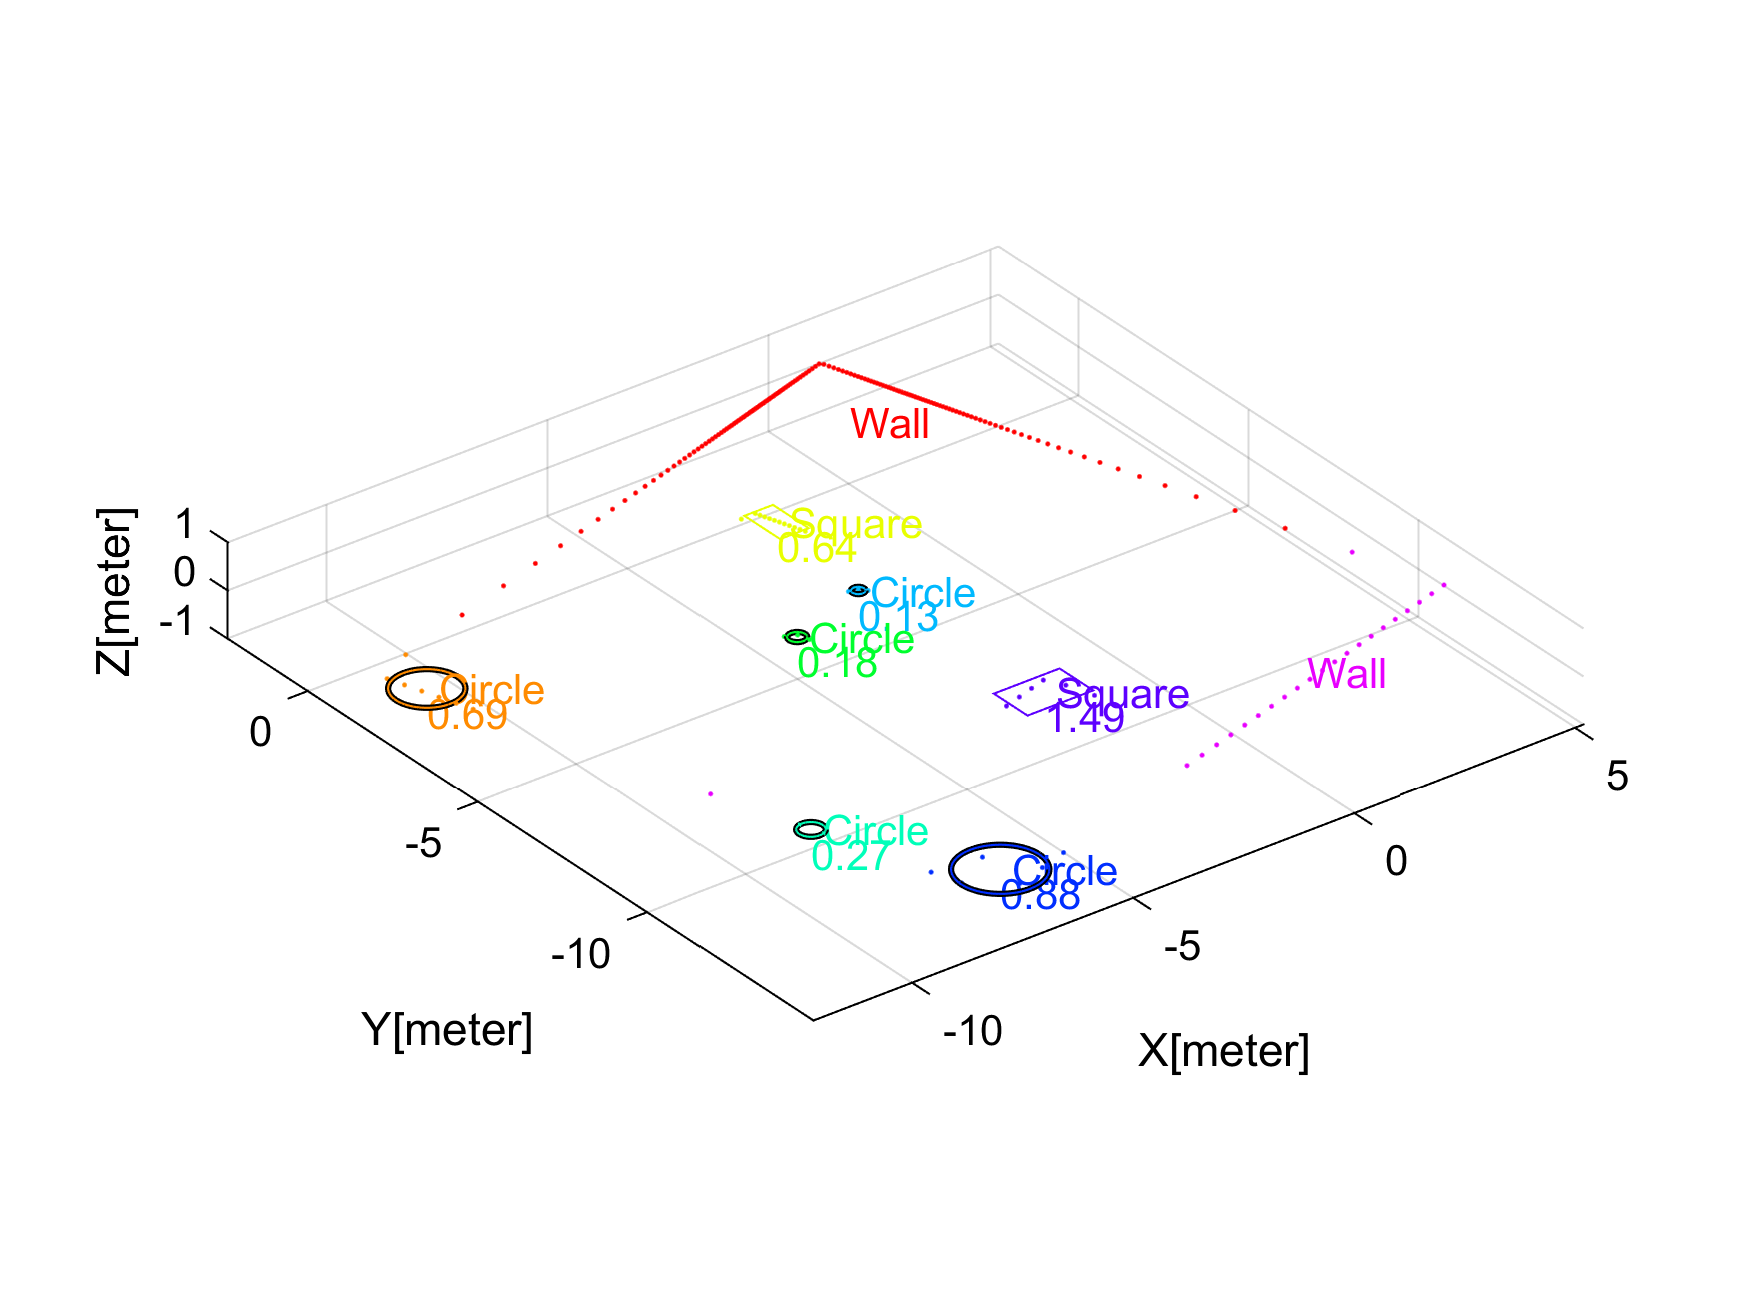 Wall
Square
0.64
Circle
0.13
Circle
0.18
Wall
Circle
0.69
Square
1.49
Circle
0.27
Circle
0.88
1
0
-1
Z[meter]
0
-5
-10
Y[meter]
5
0
-5
-10
X[meter]